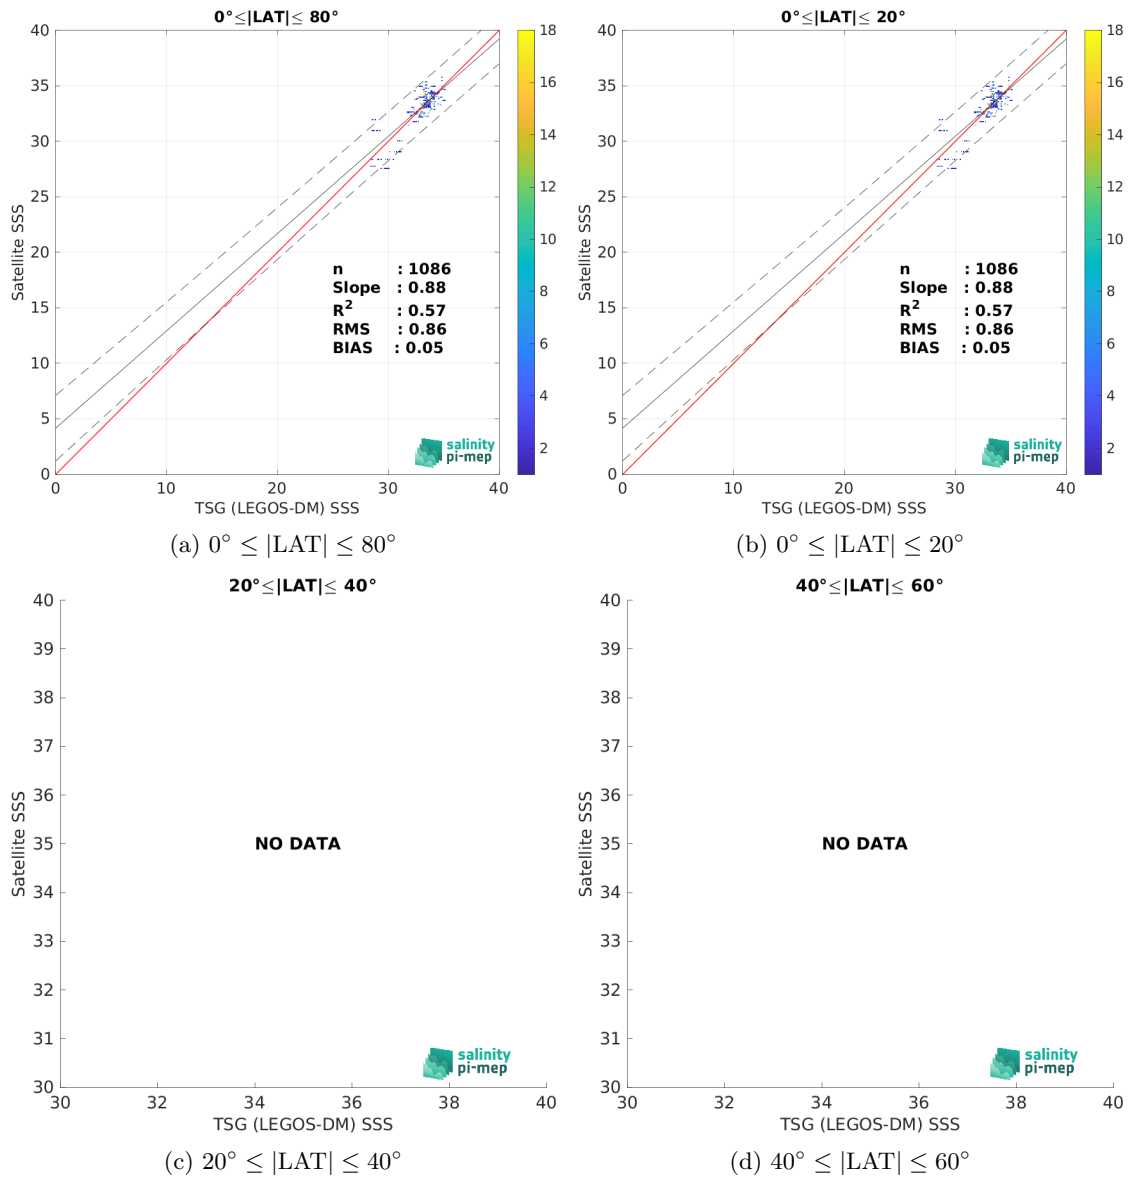 0°≤|LAT|≤ 80°
40
35
30
25
20
15
10
5
0
0
10
20
30
40
Satellite SSS
TSG (LEGOS-DM) SSS
n : 1086
Slope : 0.88
R² : 0.57
RMS : 0.86
BIAS : 0.05
salinity
pi-mep
18
16
14
12
10
8
6
4
2
(a) 0° ≤ |LAT| ≤ 80°
0°≤|LAT|≤ 20°
40
35
30
25
20
15
10
5
0
0
10
20
30
40
Satellite SSS
TSG (LEGOS-DM) SSS
n : 1086
Slope : 0.88
R² : 0.57
RMS : 0.86
BIAS : 0.05
salinity
pi-mep
18
16
14
12
10
8
6
4
2
(b) 0° ≤ |LAT| ≤ 20°
20°≤|LAT|≤ 40°
40
39
38
37
36
35
34
33
32
31
30
30
32
34
36
38
40
Satellite SSS
NO DATA
salinity
pi-mep
TSG (LEGOS-DM) SSS
(c) 20° ≤ |LAT| ≤ 40°
40°≤|LAT|≤ 60°
40
39
38
37
36
35
34
33
32
31
30
30
32
34
36
38
40
Satellite SSS
NO DATA
salinity
pi-mep
TSG (LEGOS-DM) SSS
(d) 40° ≤ |LAT| ≤ 60°